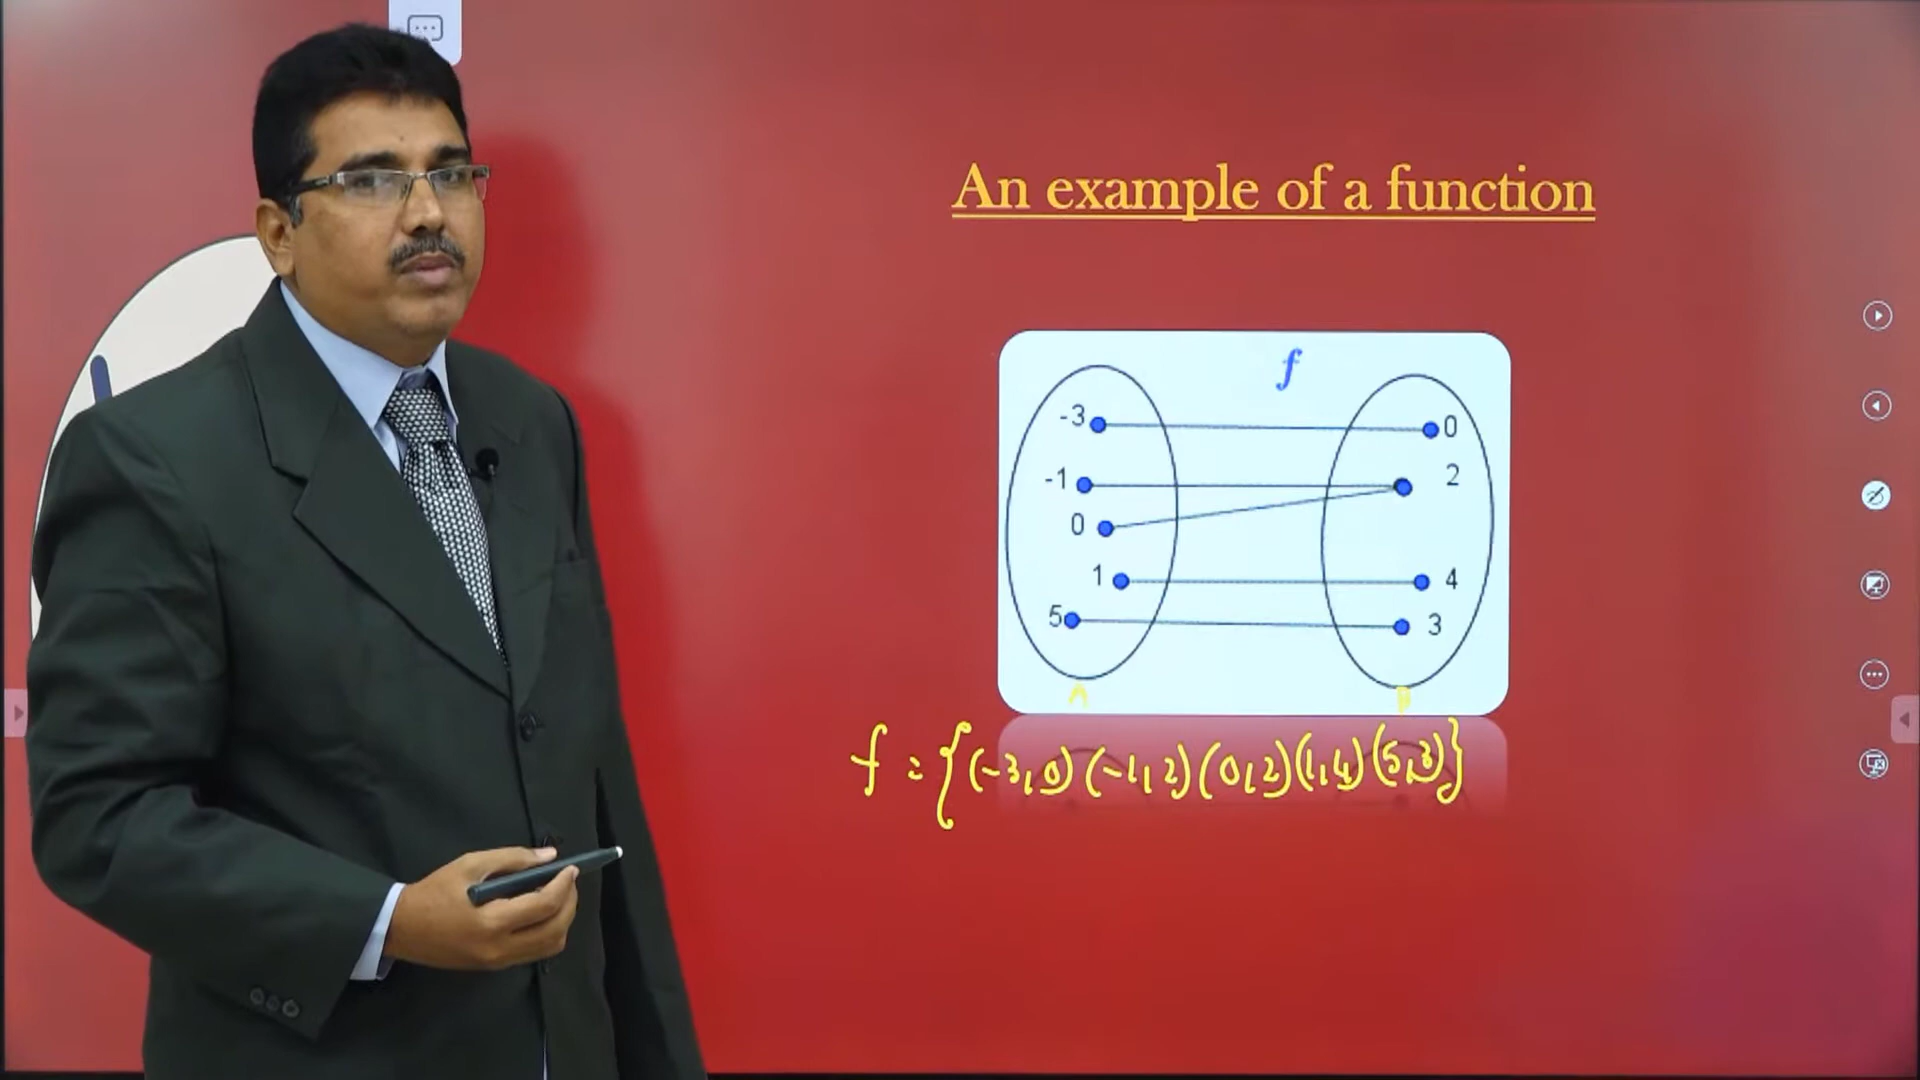 An example of a function
f
-3 0
-1 2
0
1 4
5 3
A B
f = {(-3,0) (-1,2) (0,2) (1,4) (5,3)}